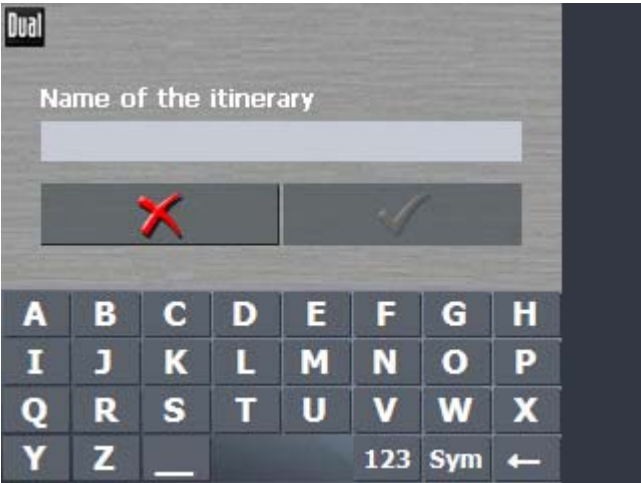 Dual
Name of the itinerary
A B C D E F G H
I J K L M N O P
Q R S T U V W X
Y Z _ 123 Sym ←